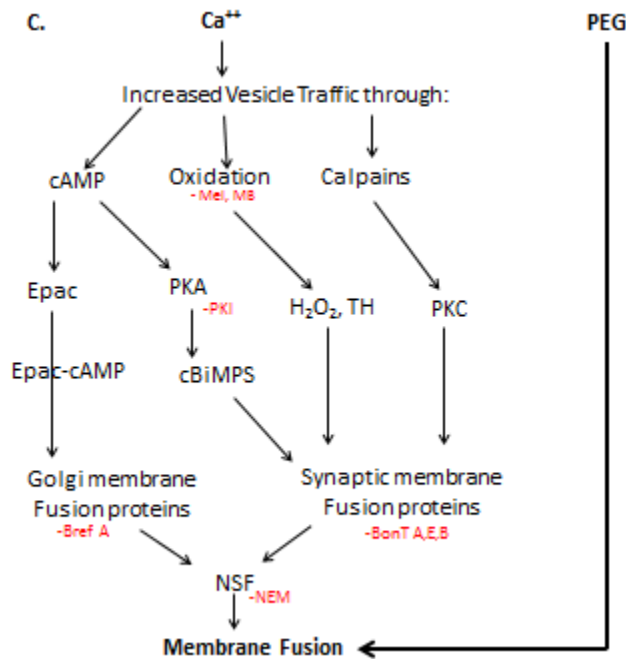 C. Ca⁺⁺ PEG
Increased Vesicle Traffic through:
cAMP Oxidation Calpains
-Mel, MB
Epac PKA H₂O₂, TH PKC
-PKI
Epac-cAMP cBiMPS
Golgi membrane Synaptic membrane
Fusion proteins Fusion proteins
-Bref A -BonT A,E,B
NSF
-NEM
Membrane Fusion